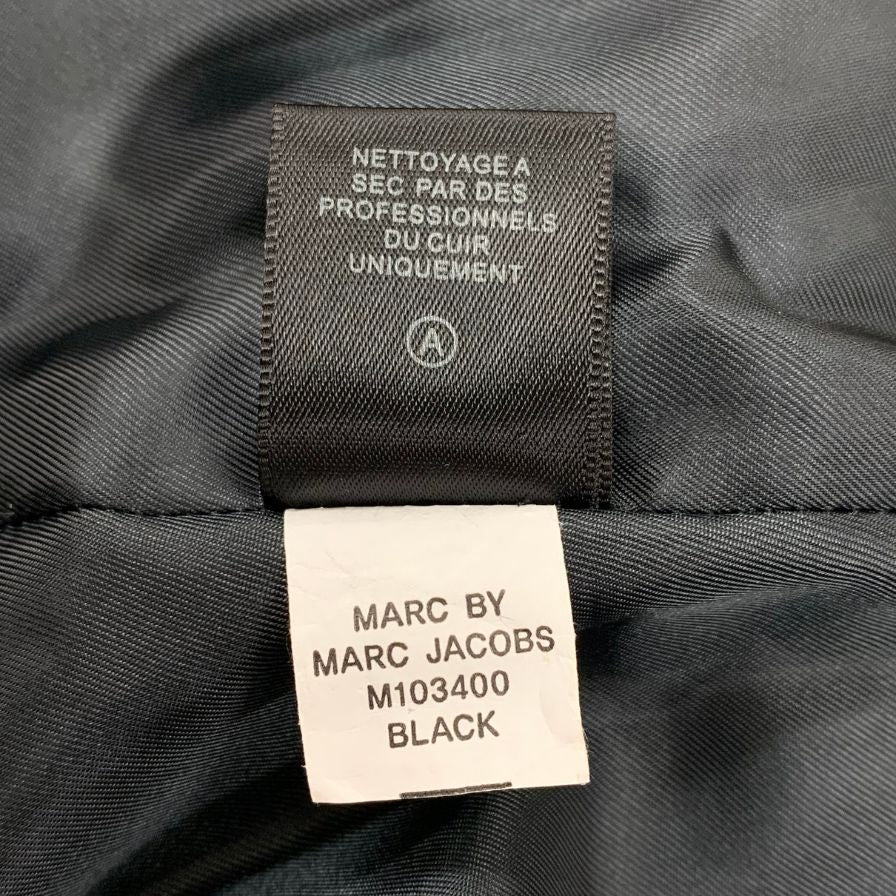 NETTOYAGE A
SEC PAR DES
PROFESSIONNELS
DU CUIR
UNIQUEMENT
A
MARC BY
MARC JACOBS
M103400
BLACK